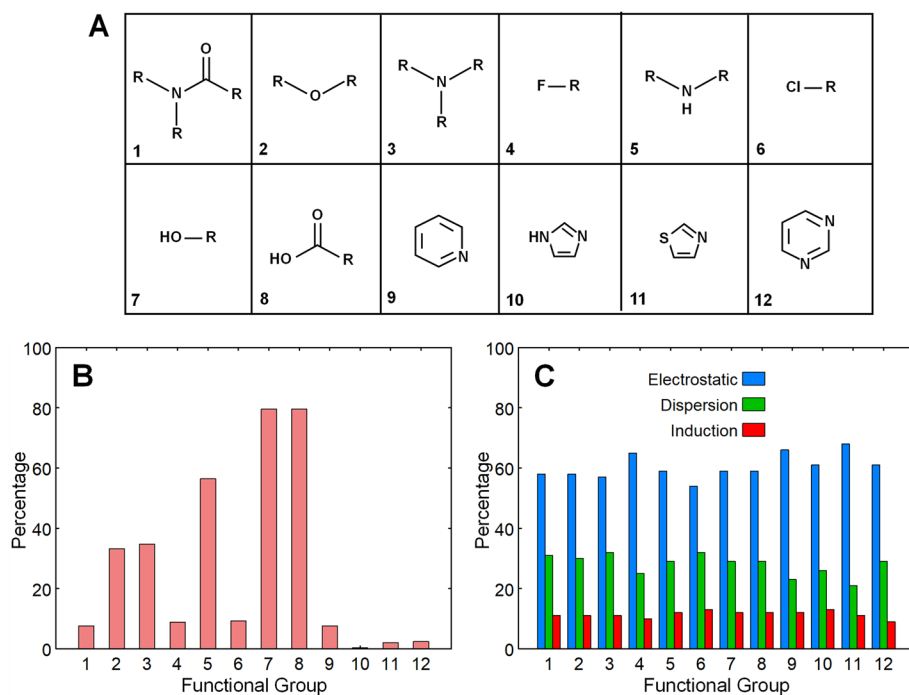 A
O
R
N
R
R
1
R
R
O
2
R
R
N
R
3
F
R
4
R
R
N
H
5
Cl
R
6
HO
R
7
O
HO
R
8
N
9
HN
N
10
S
N
11
N
N
12
B
Percentage
100
80
60
40
20
0
1 2 3 4 5 6 7 8 9 10 11 12
Functional Group
C
Electrostatic
Dispersion
Induction
Percentage
100
80
60
40
20
0
1 2 3 4 5 6 7 8 9 10 11 12
Functional Group